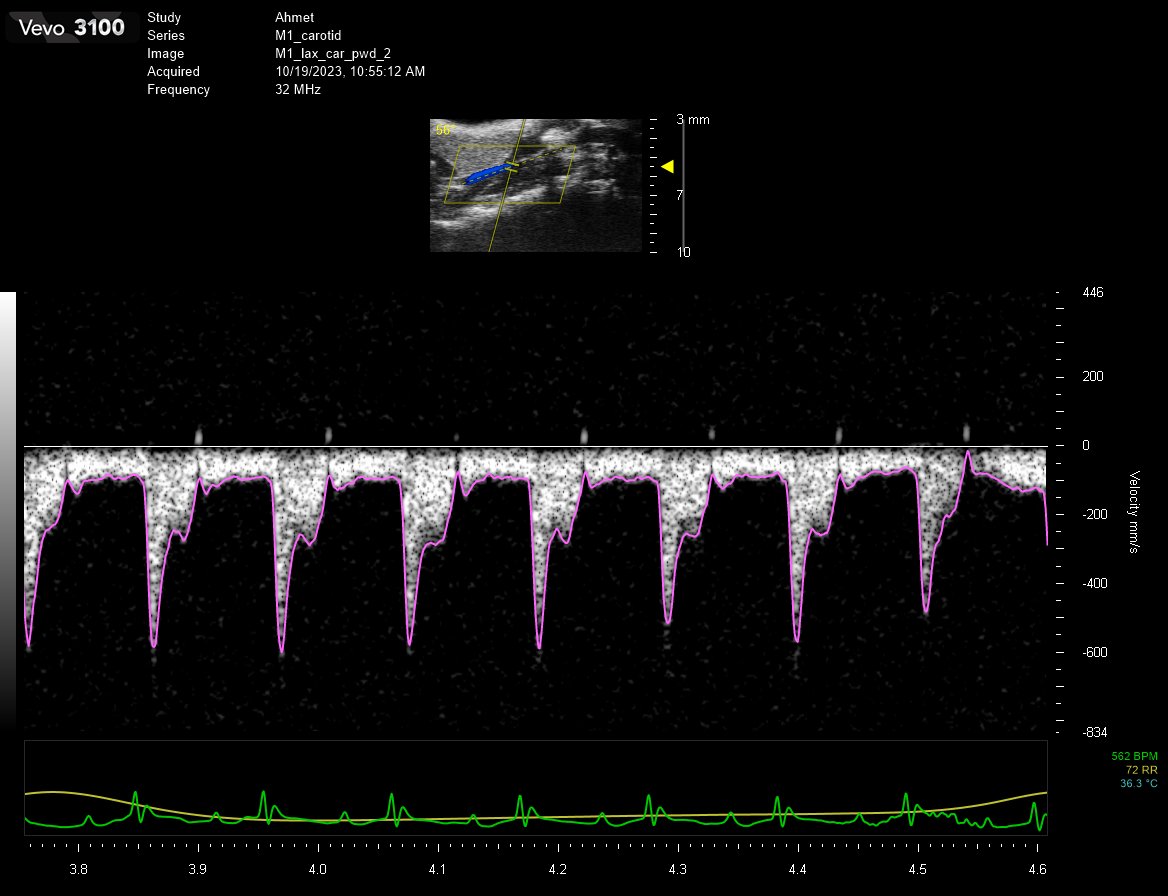 Vevo 3100
Study Ahmet
Series M1_carotid
Image M1_lax_car_pwd_2
Acquired 10/19/2023, 10:55:12 AM
Frequency 32 MHz
56°
3 mm
7
10
446
200
0
-200
-400
-600
-834
Velocity mm/s
562 BPM
72 RR
36.3 °C
3.8 3.9 4.0 4.1 4.2 4.3 4.4 4.5 4.6